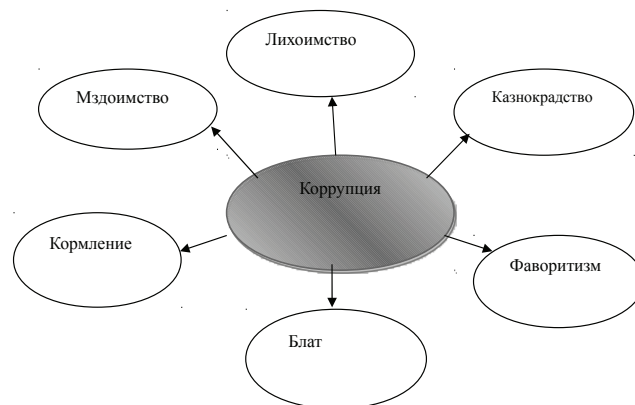 Лихоимство
Мздоимство
Казнокрадство
Коррупция
Кормление
Фаворитизм
Блат